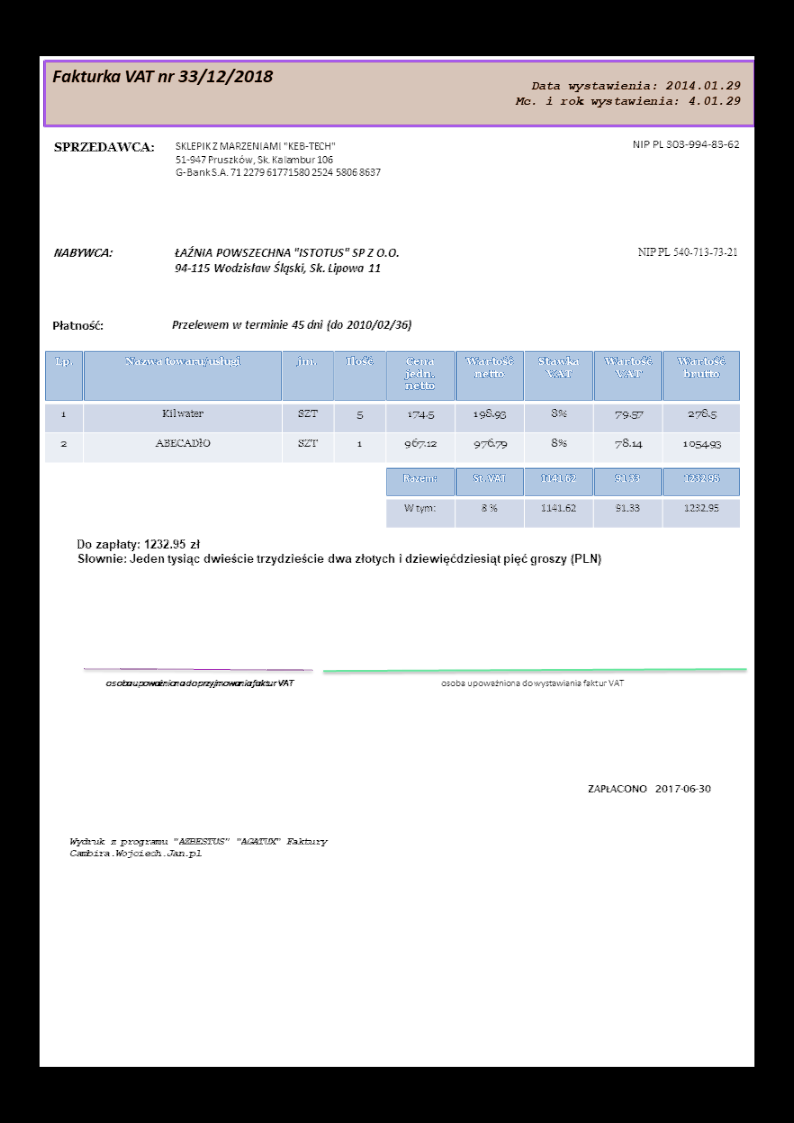 Fakturka VAT nr 33/12/2018
Data wystawienia: 2014.01.29
Mc. i rok wystawienia: 4.01.29
SPRZEDAWCA: SKLEPIK Z MARZENIAMI "KEB-TECH" NIP PL 303-994-83-62
51-947 Pruszków, Sk. Kalambur 106
G-Bank S.A. 71 2279 61771580 2524 5806 8637
NABYWCA: ŁAŹNIA POWSZECHNA "ISTOTUS" SP Z O.O. NIP PL 540-713-73-21
94-115 Wodzisław Śląski, Sk. Lipowa 11
Płatność: Przelewem w terminie 45 dni (do 2010/02/36)
Lp. Nazwa towaru/usługi jm. Ilość Cena jedn. netto Wartość netto Stawka VAT Wartość VAT Wartość brutto
1 Kilwater SZT 5 174.5 198.93 8% 79.57 278.5
2 ABECADŁO SZT 1 967.12 976.79 8% 78.14 1054.93
Razem: St. VAT 1141.62 91.33 1232.95
W tym: 8 % 1141.62 91.33 1232.95
Do zapłaty: 1232.95 zł
Słownie: Jeden tysiąc dwieście trzydzieście dwa złotych i dziewięćdziesiąt pięć groszy (PLN)
osoba upoważniona do przyjmowania faktur VAT osoba upoważniona do wystawiania faktur VAT
ZAPŁACONO 2017-06-30
Wydruk z programu "AZBESTUS" "AGATUX" Faktury
Cambira.Wojciech.Jan.pl